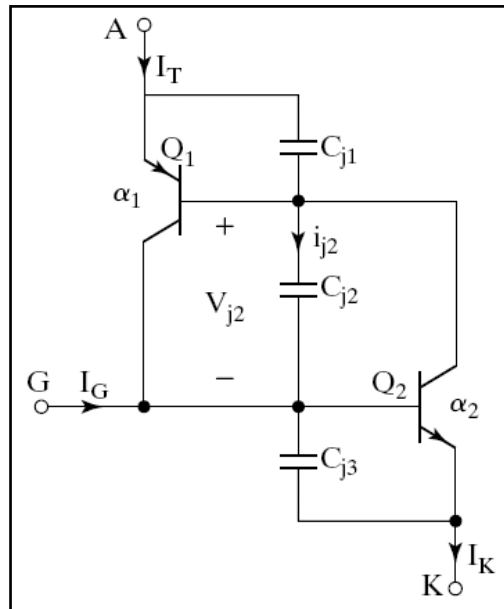 A
I_T
C_j1
Q_1
α_1
+
i_j2
V_j2
C_j2
−
G
I_G
Q_2
α_2
C_j3
I_K
K